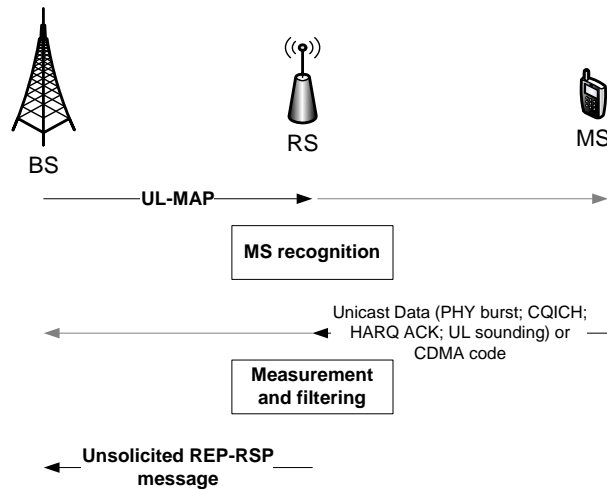 BS
RS
MS
UL-MAP
MS recognition
Unicast Data (PHY burst; CQICH;
HARQ ACK; UL sounding) or
CDMA code
Measurement
and filtering
Unsolicited REP-RSP
message